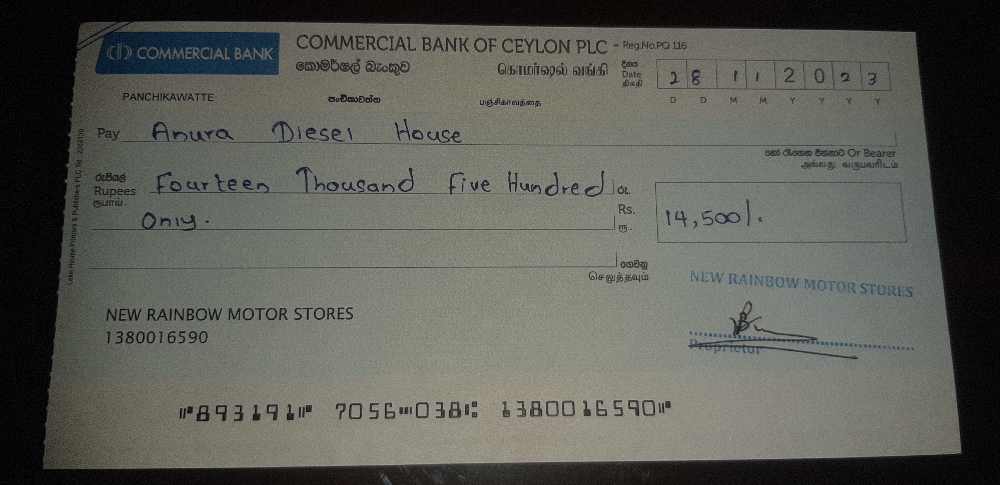 COMMERCIAL BANK
COMMERCIAL BANK OF CEYLON PLC - Reg.No.PQ 116
කොමර්ෂල් බැංකුව கொமர்ஷல் வங்கி
දිනය
Date
திகதி
2 8 1 1 2 0 2 3
D D M M Y Y Y Y
PANCHIKAWATTE පංචිකාවත්ත பஞ்சிகாவத்தை
Pay Anura Diesel House
හෝ රැගෙන එන්නාට Or Bearer
அல்லது வருபவரிடம்
රුපියල්
Rupees
ரூபாய்
Fourteen Thousand Five Hundred
Only.
රු.
Rs.
ரூ.
14,500/.
ගෙවනු
செலுத்தவும்
NEW RAINBOW MOTOR STORES
1380016590
NEW RAINBOW MOTOR STORES
Proprietor
⑈893191⑈ 7056⑉038⑆ 1380016590⑈